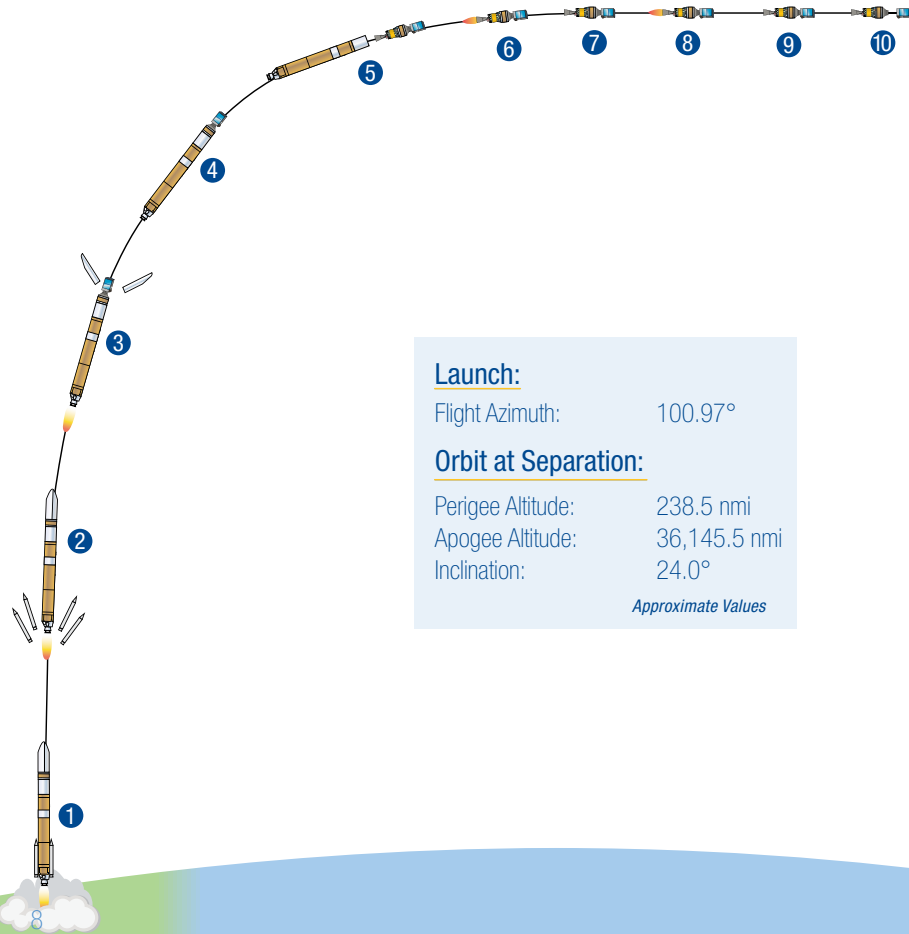 5
6
7
8
9
10
4
3
Launch:
Flight Azimuth: 100.97°
Orbit at Separation:
Perigee Altitude: 238.5 nmi
Apogee Altitude: 36,145.5 nmi
Inclination: 24.0°
Approximate Values
2
1
8